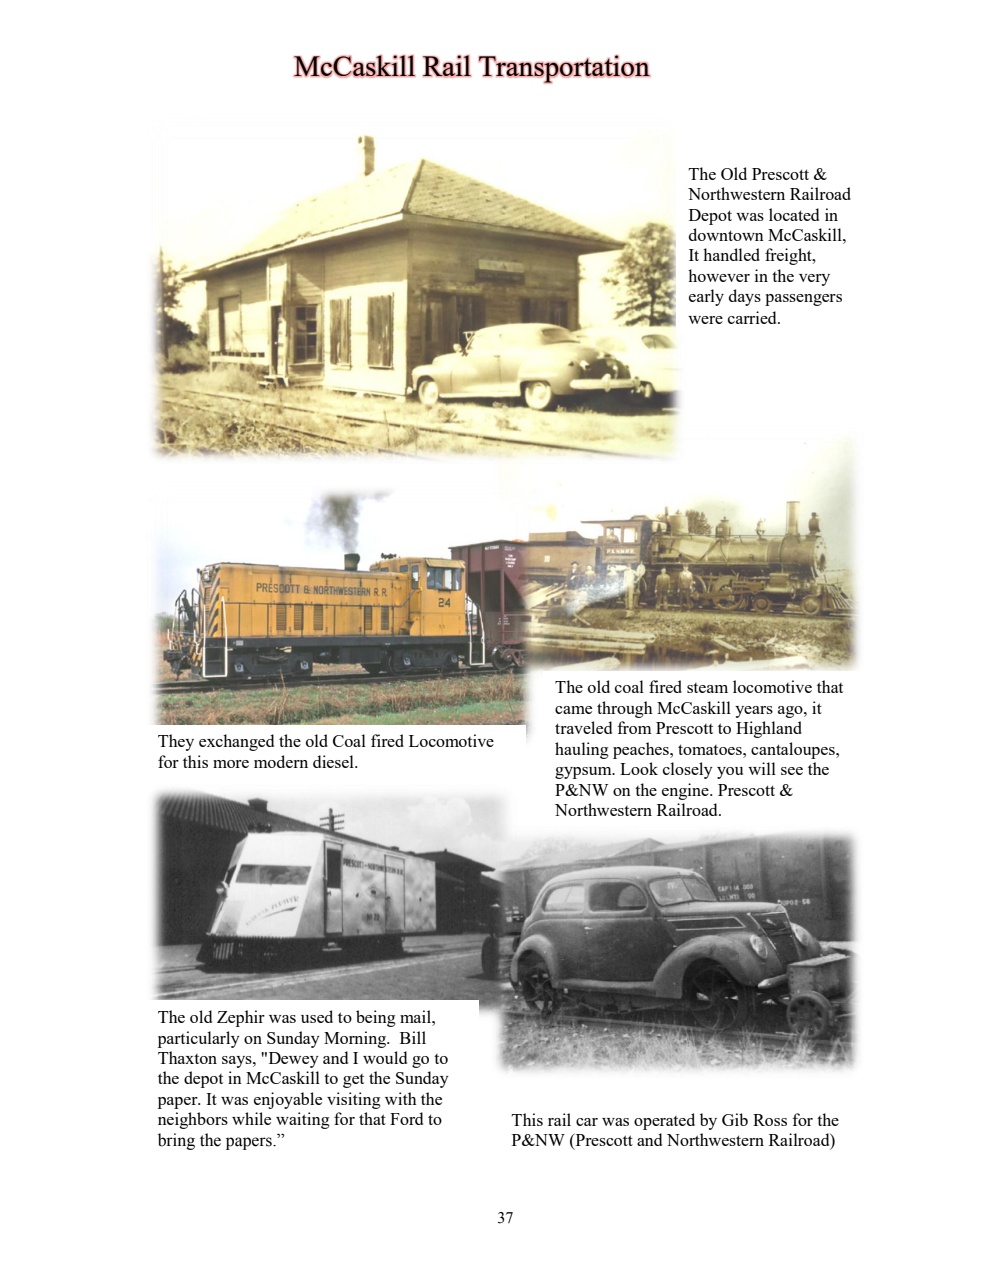 McCaskill Rail Transportation
The Old Prescott &
Northwestern Railroad
Depot was located in
downtown McCaskill,
It handled freight,
however in the very
early days passengers
were carried.
PRESCOTT & NORTHWESTERN R.R.
24
P.&N.W.R.R.
The old coal fired steam locomotive that
came through McCaskill years ago, it
traveled from Prescott to Highland
hauling peaches, tomatoes, cantaloupes,
gypsum. Look closely you will see the
P&NW on the engine. Prescott &
Northwestern Railroad.
They exchanged the old Coal fired Locomotive
for this more modern diesel.
PRESCOTT & NORTHWESTERN R.R.
The old Zephir was used to being mail,
particularly on Sunday Morning.  Bill
Thaxton says, "Dewey and I would go to
the depot in McCaskill to get the Sunday
paper. It was enjoyable visiting with the
neighbors while waiting for that Ford to
bring the papers.”
This rail car was operated by Gib Ross for the
P&NW (Prescott and Northwestern Railroad)
37